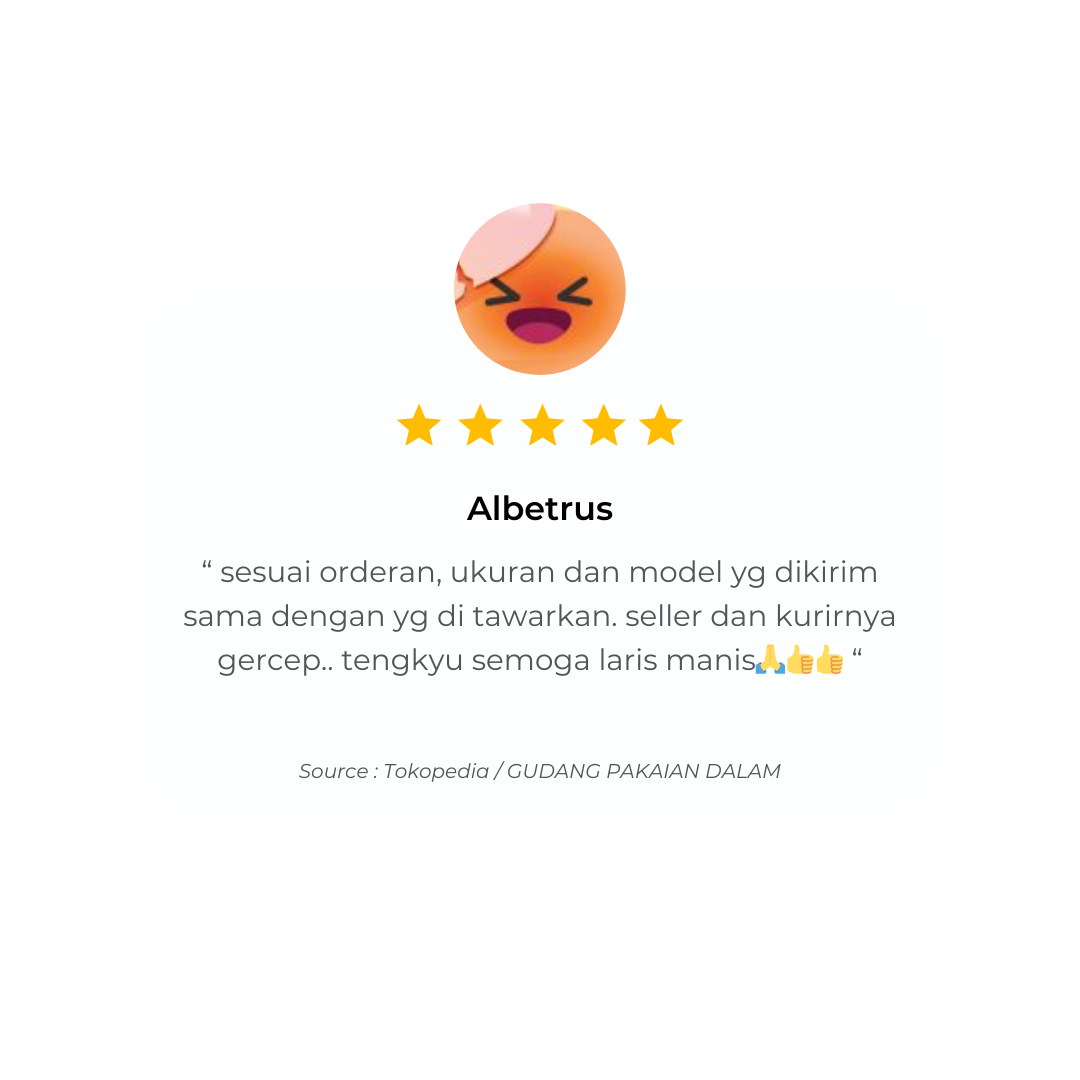 Albetrus
“ sesuai orderan, ukuran dan model yg dikirim
sama dengan yg di tawarkan. seller dan kurirnya
gercep.. tengkyu semoga laris manis🙏👍👍 “
Source : Tokopedia / GUDANG PAKAIAN DALAM